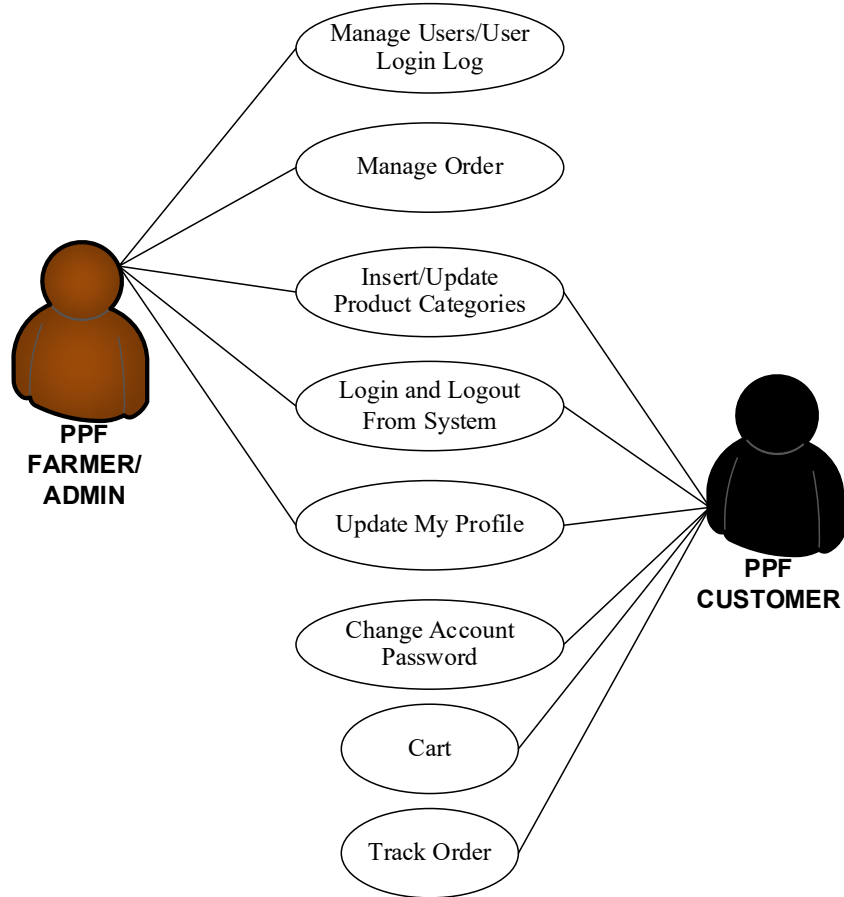 Manage Users/User
Login Log
Manage Order
Insert/Update
Product Categories
Login and Logout
From System
PPF
FARMER/
ADMIN
Update My Profile
PPF
CUSTOMER
Change Account
Password
Cart
Track Order